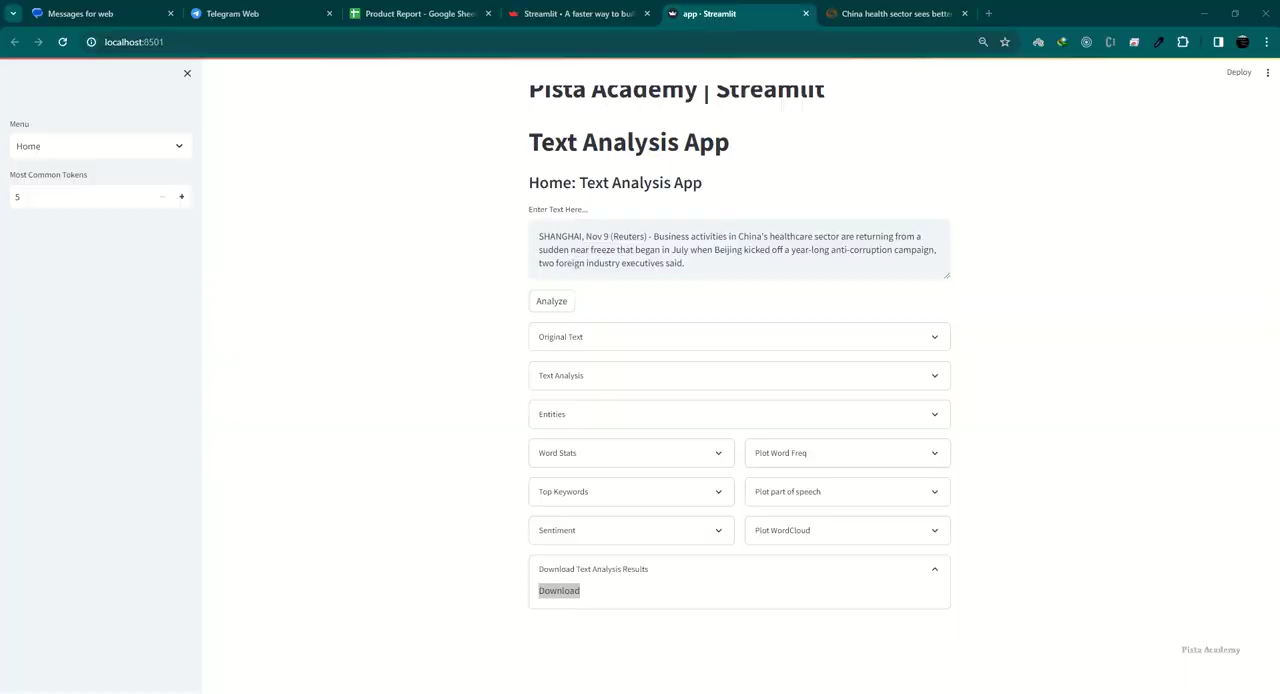 Messages for web
Telegram Web
Product Report - Google Shee
Streamlit • A faster way to bui
app · Streamlit
China health sector sees bette
localhost:8501
Deploy
Menu
Home
Most Common Tokens
5
Pista Academy | Streamlit
Text Analysis App
Home: Text Analysis App
Enter Text Here...
SHANGHAI, Nov 9 (Reuters) - Business activities in China's healthcare sector are returning from a
sudden near freeze that began in July when Beijing kicked off a year-long anti-corruption campaign,
two foreign industry executives said.
Analyze
Original Text
Text Analysis
Entities
Word Stats
Plot Word Freq
Top Keywords
Plot part of speech
Sentiment
Plot WordCloud
Download Text Analysis Results
Download
Pista Academy